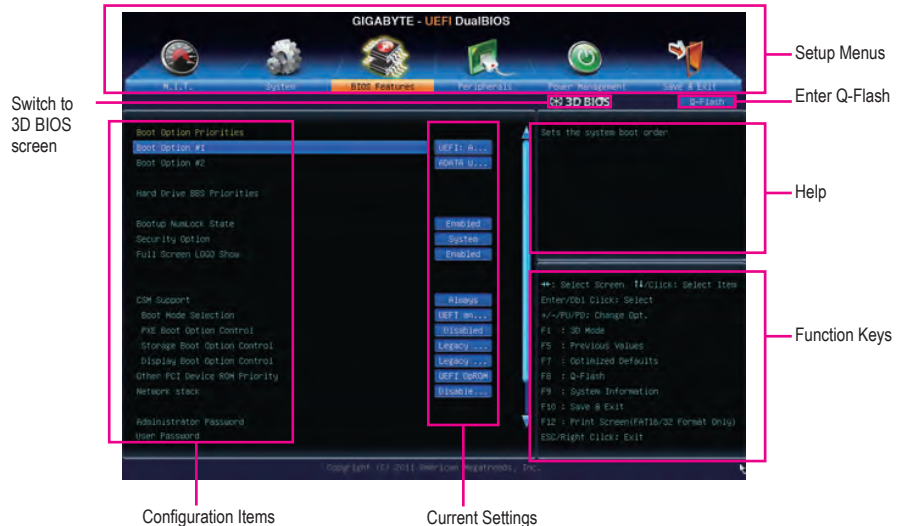 GIGABYTE - UEFI DualBIOS
M.I.T. System BIOS Features Peripherals Power Management Save & Exit
Setup Menus
3D BIOS Q-Flash
Enter Q-Flash
Switch to
3D BIOS
screen
Boot Option Priorities
Boot Option #1 UEFI: A...
Boot Option #2 ADATA U...
Hard Drive BBS Priorities
Bootup NumLock State Enabled
Security Option System
Full Screen LOGO Show Enabled
CSM Support Always
Boot Mode Selection UEFI an...
PXE Boot Option Control Disabled
Storage Boot Option Control Legacy ...
Display Boot Option Control Legacy ...
Other PCI Device ROM Priority UEFI OpROM
Network stack Disable...
Administrator Password
User Password
Sets the system boot order
Help
↔: Select Screen ↑↓/Click: Select Item
Enter/Dbl Click: Select
+/-/PU/PD: Change Opt.
F1 : 3D Mode
F5 : Previous Values
F7 : Optimized Defaults
F8 : Q-Flash
F9 : System Information
F10 : Save & Exit
F12 : Print Screen(FAT16/32 Format Only)
ESC/Right Click: Exit
Function Keys
Copyright (C) 2011 American Megatrends, Inc.
Configuration Items
Current Settings